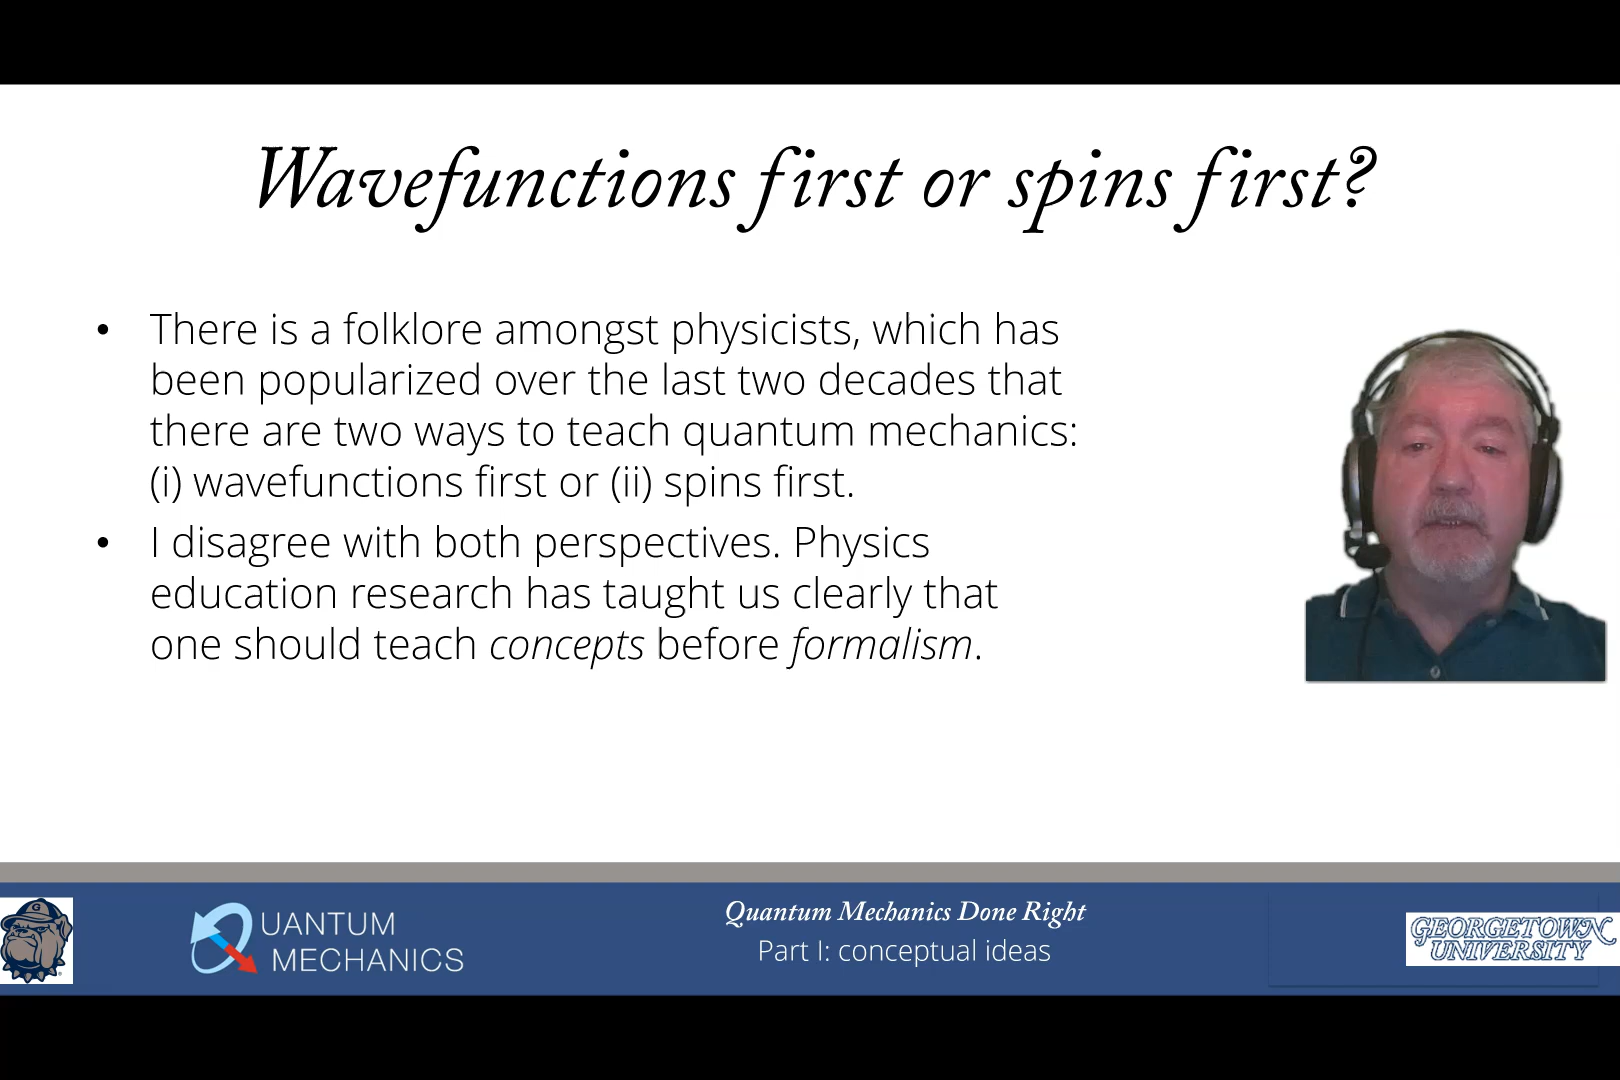 Wavefunctions first or spins first?
• There is a folklore amongst physicists, which has
been popularized over the last two decades that
there are two ways to teach quantum mechanics:
(i) wavefunctions first or (ii) spins first.
• I disagree with both perspectives. Physics
education research has taught us clearly that
one should teach concepts before formalism.
G
QUANTUM
MECHANICS
Quantum Mechanics Done Right
Part I: conceptual ideas
GEORGETOWN
UNIVERSITY